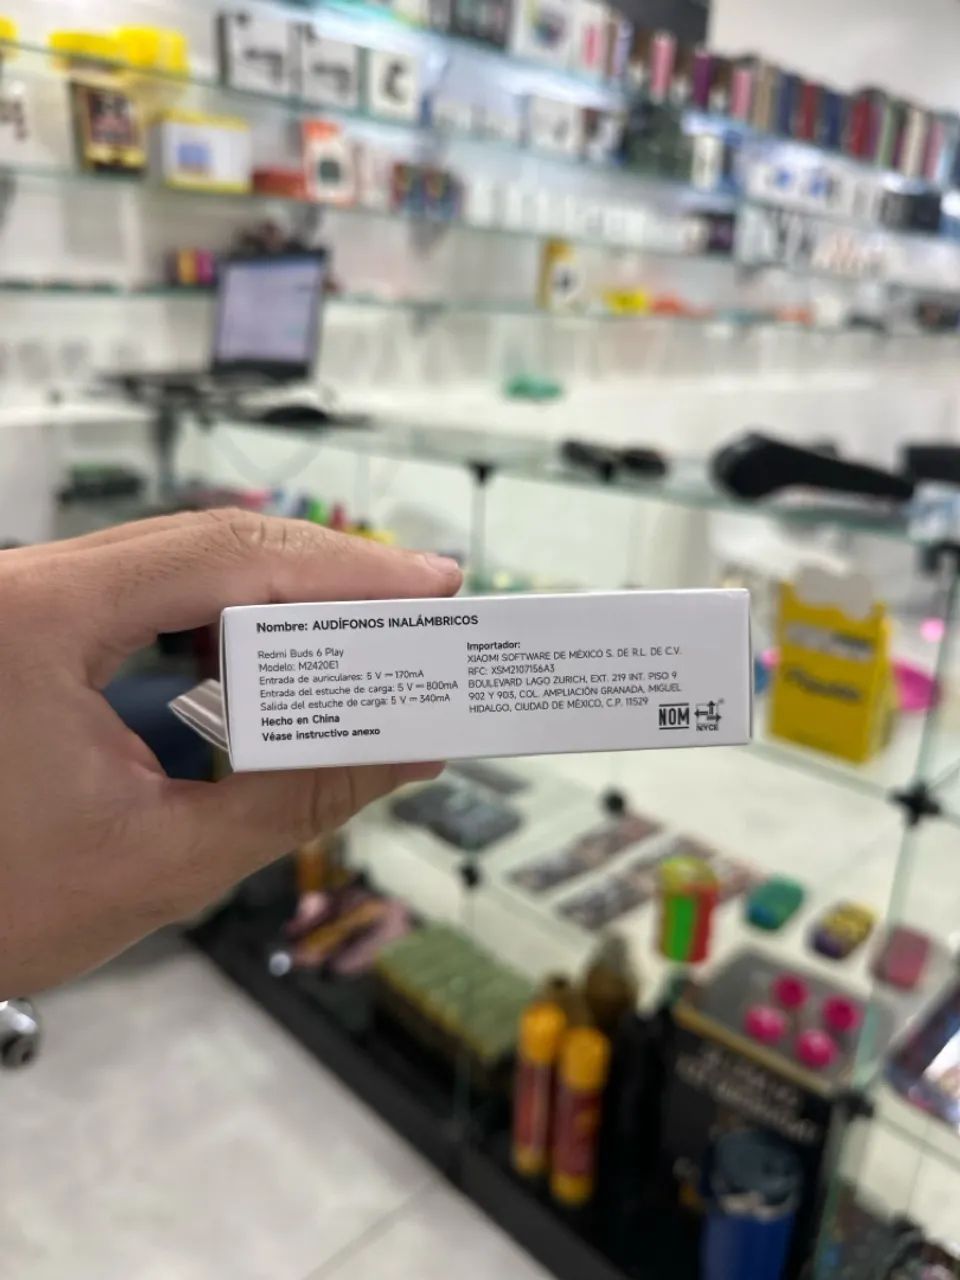 Nombre: AUDÍFONOS INALÁMBRICOS
Redmi Buds 6 Play
Modelo: M2420E1
Entrada de auriculares: 5 V ⎓ 170mA
Entrada del estuche de carga: 5 V ⎓ 800mA
Salida del estuche de carga: 5 V ⎓ 340mA
Hecho en China
Véase instructivo anexo
Importador:
XIAOMI SOFTWARE DE MÉXICO S. DE R.L. DE C.V.
RFC: XSM2107156A3
BOULEVARD LAGO ZURICH, EXT. 219 INT. PISO 9
902 Y 903, COL. AMPLIACIÓN GRANADA, MIGUEL
HIDALGO, CIUDAD DE MÉXICO, C.P. 11529
NOM
NYCE